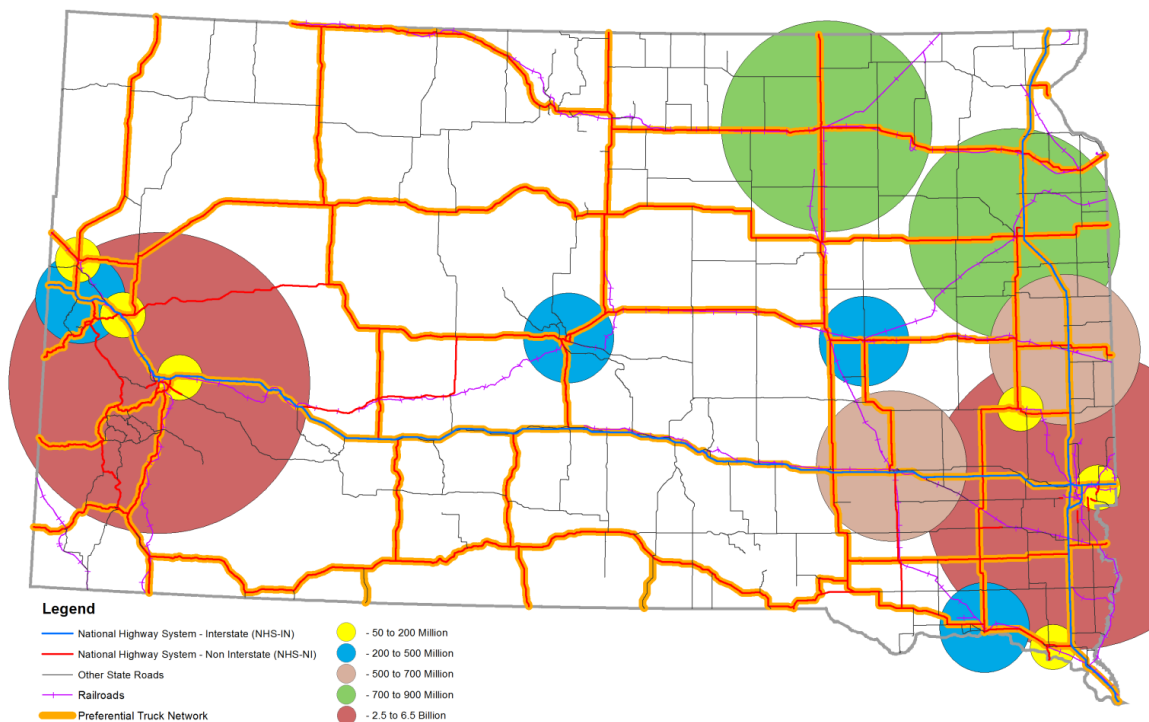 Legend
National Highway System - Interstate (NHS-IN)
National Highway System - Non Interstate (NHS-NI)
Other State Roads
Railroads
Preferential Truck Network
- 50 to 200 Million
- 200 to 500 Million
- 500 to 700 Million
- 700 to 900 Million
- 2.5 to 6.5 Billion